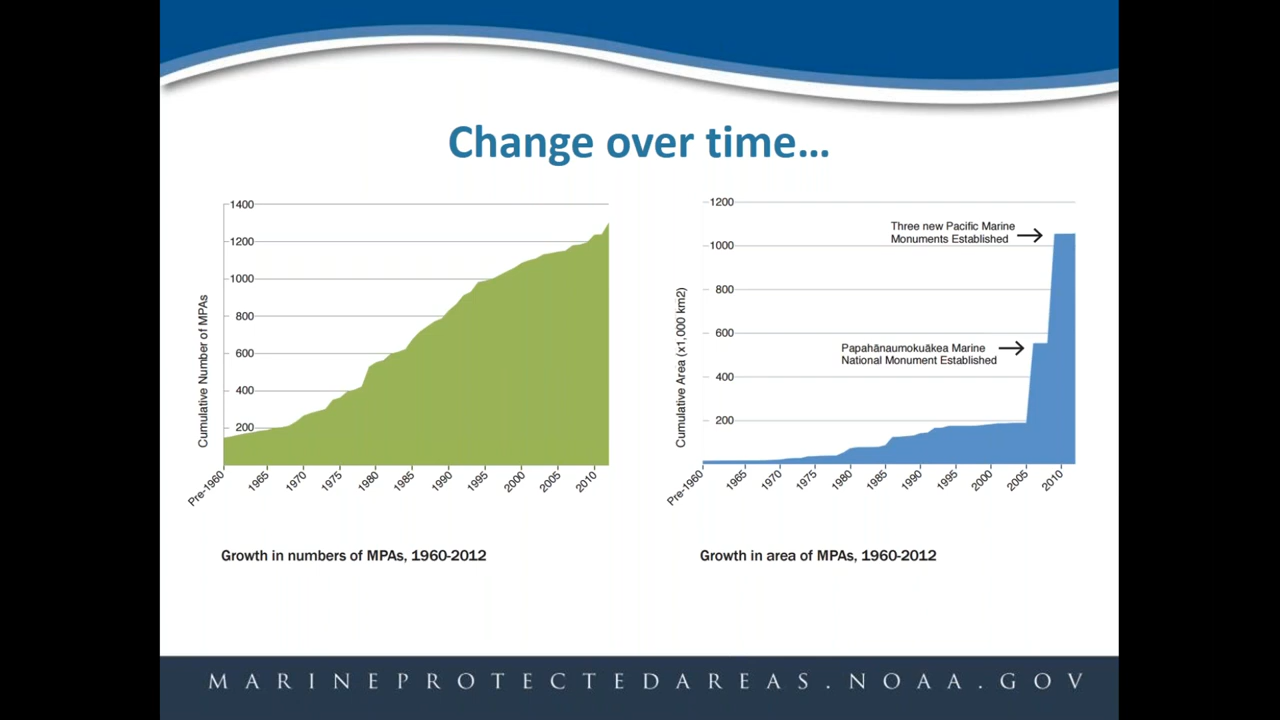 Change over time...
1400
1200
1000
800
600
400
200
Cumulative Number of MPAs
Pre-1960
1965
1970
1975
1980
1985
1990
1995
2000
2005
2010
Growth in numbers of MPAs, 1960-2012
1200
1000
800
600
400
200
Cumulative Area (x1,000 km2)
Three new Pacific Marine
Monuments Established
Papahānaumokuākea Marine
National Monument Established
Pre-1960
1965
1970
1975
1980
1985
1990
1995
2000
2005
2010
Growth in area of MPAs, 1960-2012
MARINEPROTECTEDAREAS.NOAA.GOV